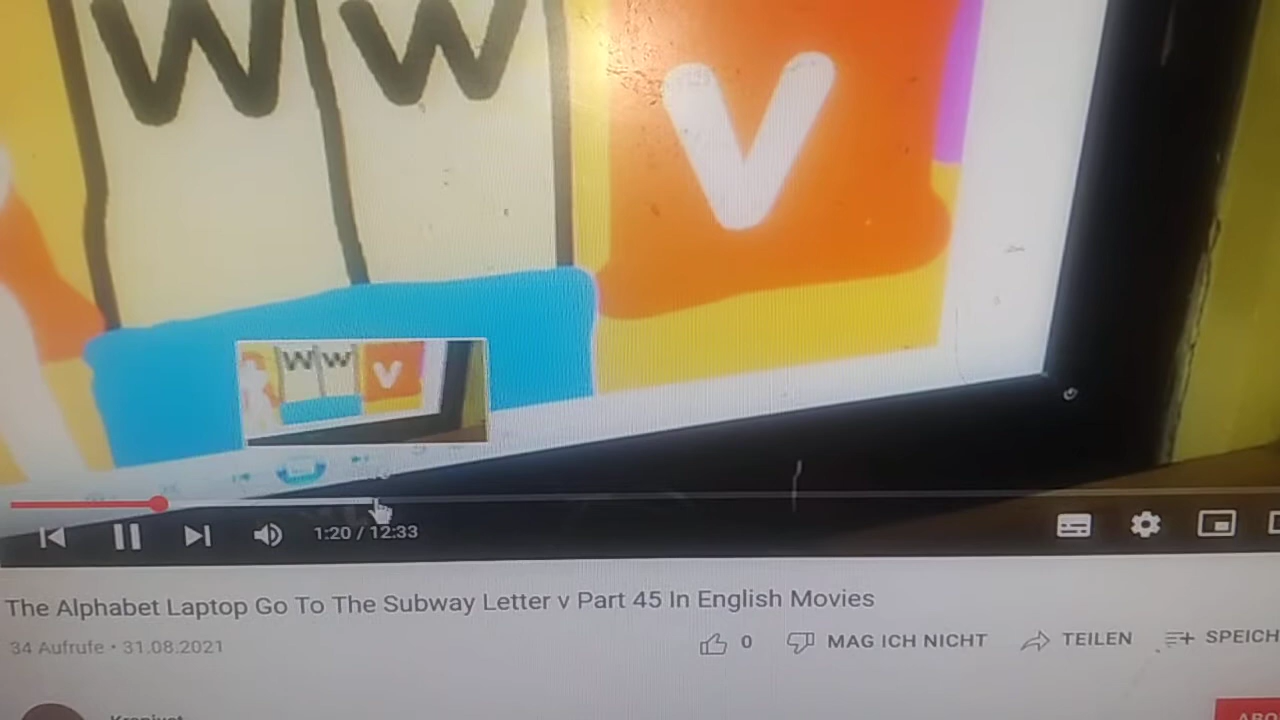 W W V
W W V
1:20 / 12:33
The Alphabet Laptop Go To The Subway Letter v Part 45 In English Movies
34 Aufrufe • 31.08.2021
0 MAG ICH NICHT TEILEN SPEICH